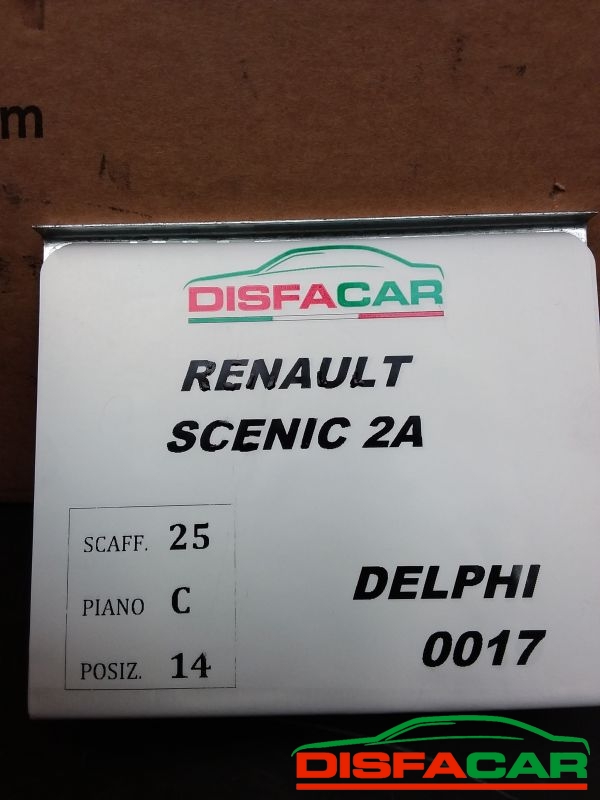 m
DISFACAR
RENAULT
SCENIC 2A
SCAFF. 25
PIANO C
POSIZ. 14
DELPHI
0017
DISFACAR